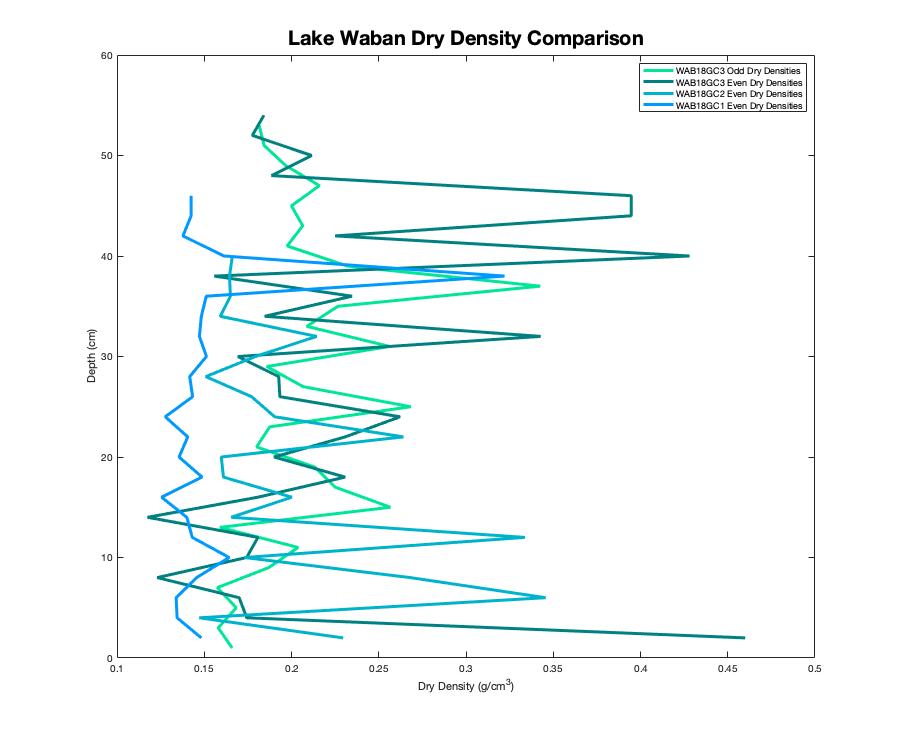 Lake Waban Dry Density Comparison
WAB18GC3 Odd Dry Densities
WAB18GC3 Even Dry Densities
WAB18GC2 Even Dry Densities
WAB18GC1 Even Dry Densities
60
50
40
30
20
10
0
Depth (cm)
0.1 0.15 0.2 0.25 0.3 0.35 0.4 0.45 0.5
Dry Density (g/cm³)